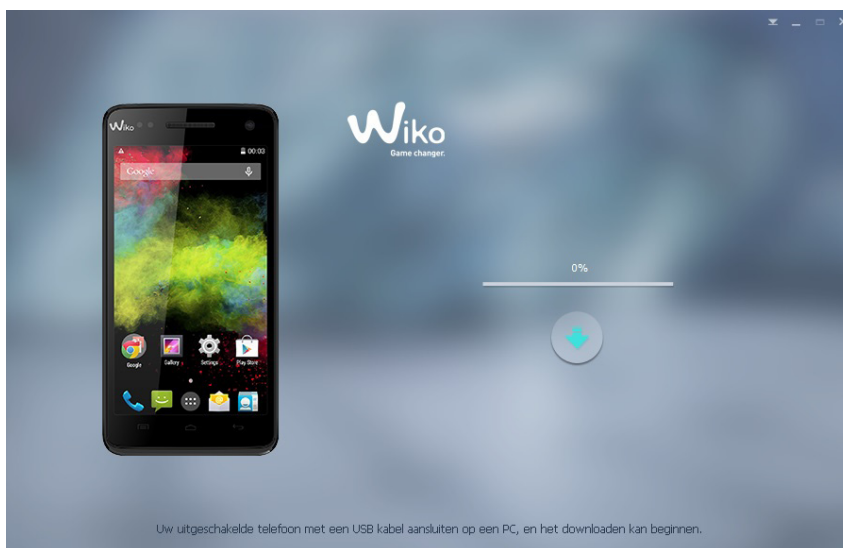 Wiko
Game changer.
Wiko
00:03
Google
0%
Google
Gallery
Settings
Play Store
Uw uitgeschakelde telefoon met een USB kabel aansluiten op een PC, en het downloaden kan beginnen.